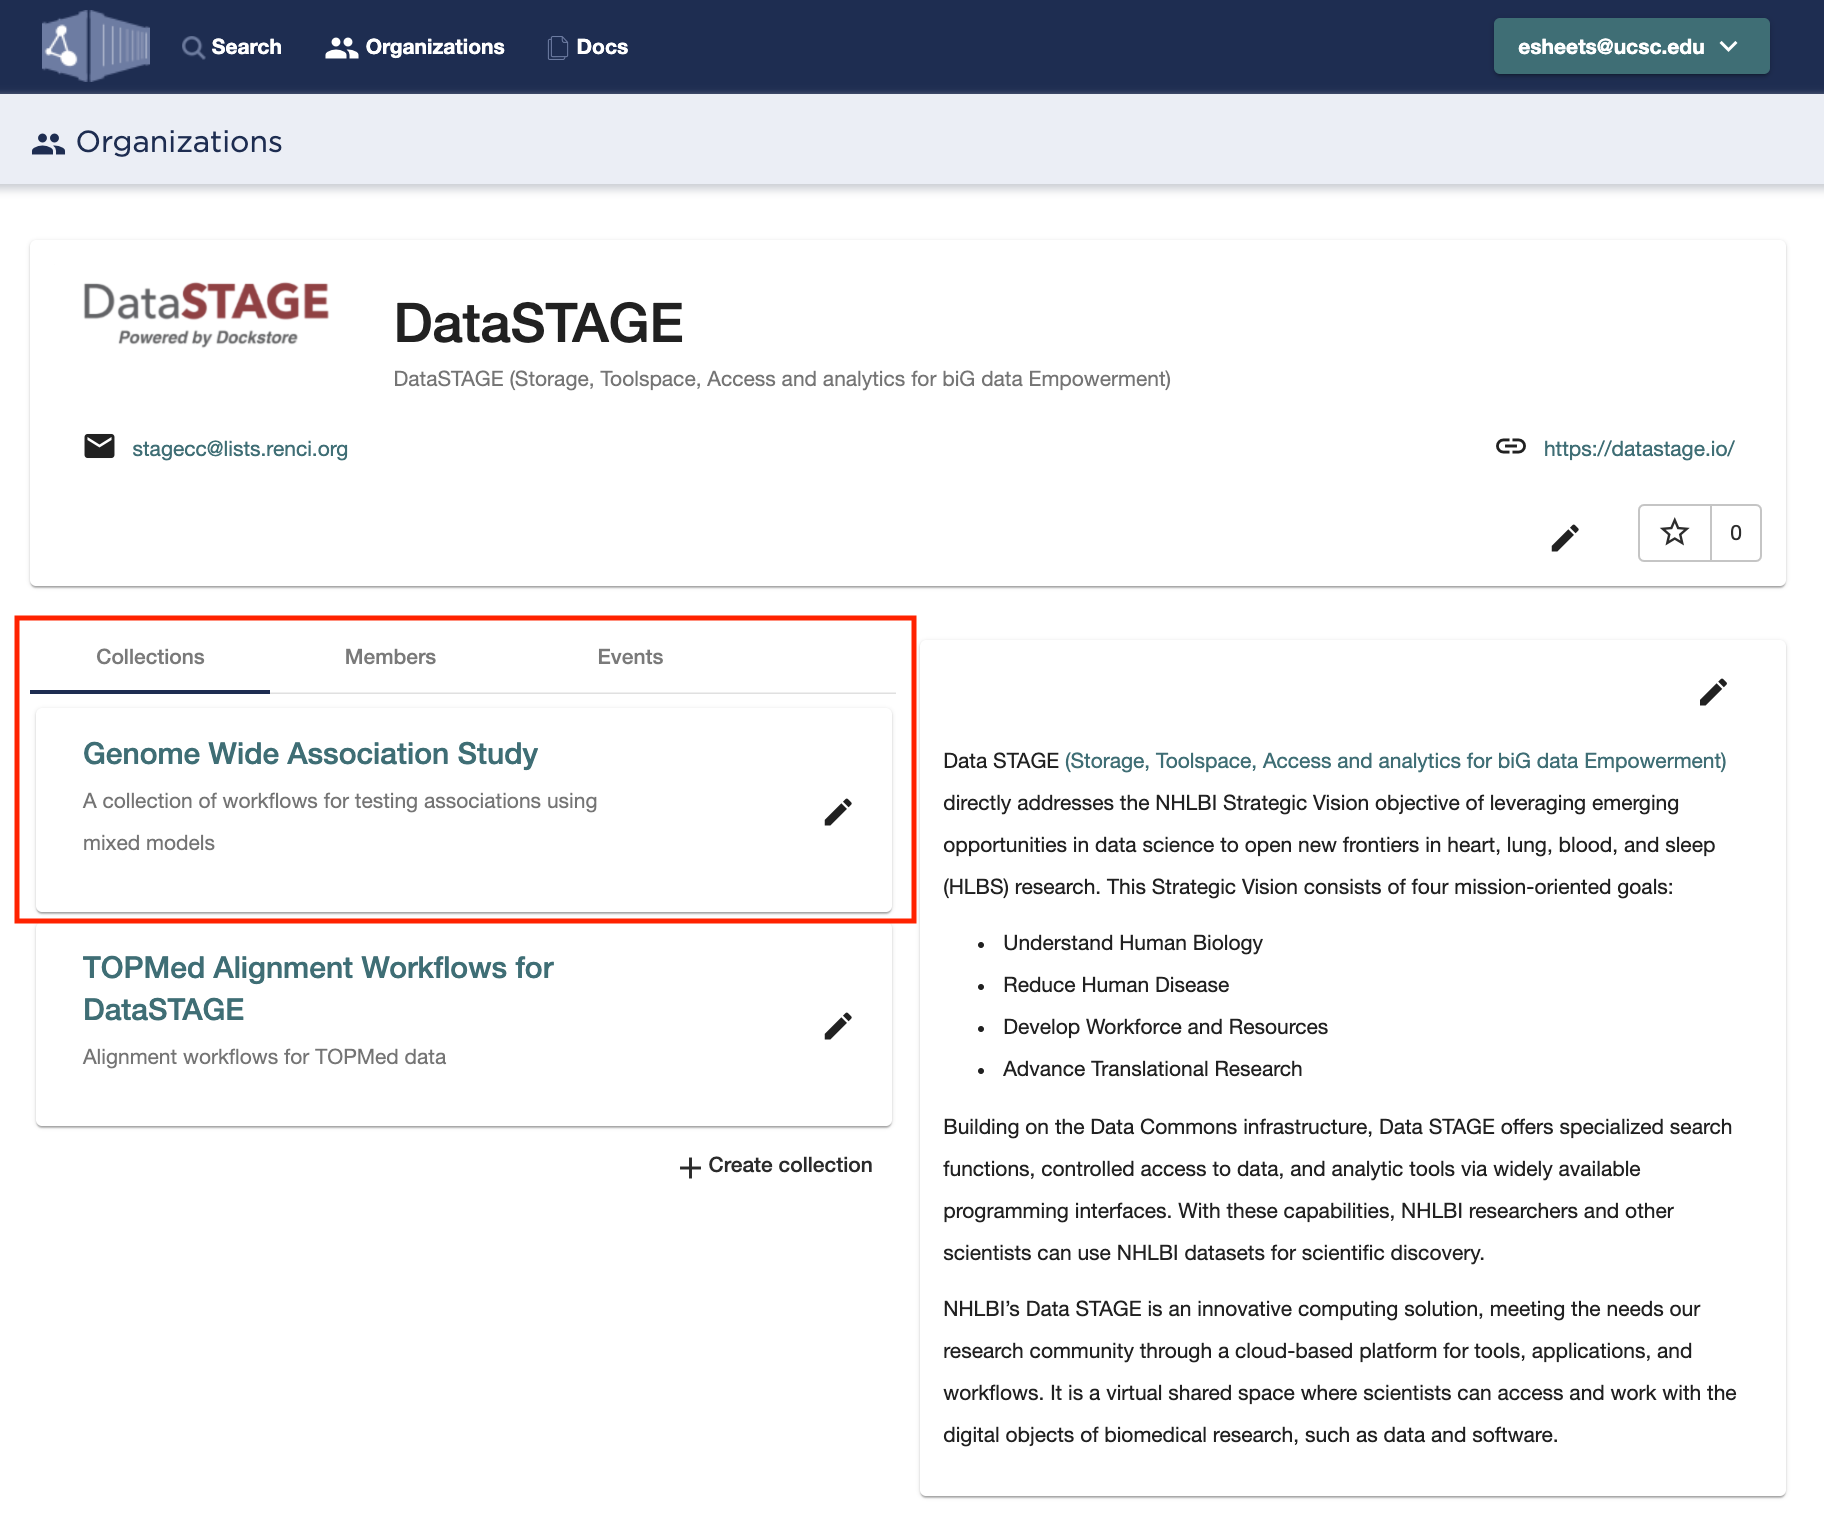 Search
Organizations
Docs
esheets@ucsc.edu
Organizations
DataSTAGE
Powered by Dockstore
DataSTAGE
DataSTAGE (Storage, Toolspace, Access and analytics for biG data Empowerment)
stagecc@lists.renci.org
https://datastage.io/
0
Collections
Members
Events
Genome Wide Association Study
A collection of workflows for testing associations using
mixed models
TOPMed Alignment Workflows for
DataSTAGE
Alignment workflows for TOPMed data
Create collection
Data STAGE (Storage, Toolspace, Access and analytics for biG data Empowerment)
directly addresses the NHLBI Strategic Vision objective of leveraging emerging
opportunities in data science to open new frontiers in heart, lung, blood, and sleep
(HLBS) research. This Strategic Vision consists of four mission-oriented goals:
• Understand Human Biology
• Reduce Human Disease
• Develop Workforce and Resources
• Advance Translational Research
Building on the Data Commons infrastructure, Data STAGE offers specialized search
functions, controlled access to data, and analytic tools via widely available
programming interfaces. With these capabilities, NHLBI researchers and other
scientists can use NHLBI datasets for scientific discovery.
NHLBI’s Data STAGE is an innovative computing solution, meeting the needs our
research community through a cloud-based platform for tools, applications, and
workflows. It is a virtual shared space where scientists can access and work with the
digital objects of biomedical research, such as data and software.